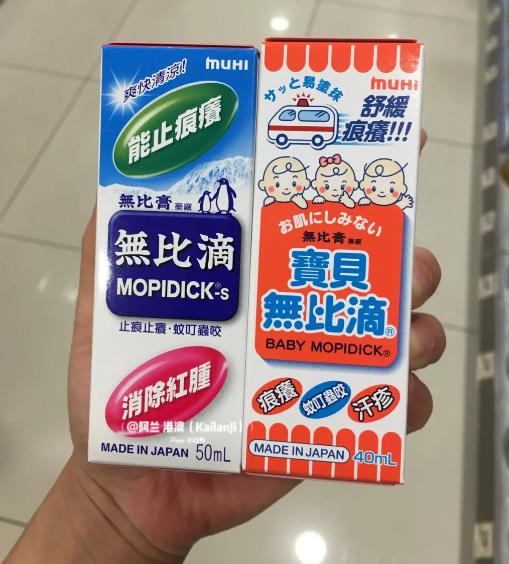 爽快清涼!
MUHI
能止痕癢
無比膏藥廠
無比滴
MOPIDICK®-s
止痕止癢·蚊叮蟲咬
消除紅腫
MADE IN JAPAN 50mL
MUHI
サッと易塗抹
舒緩
痕癢!!!
お肌にしみない
無比膏藥廠
寶貝
無比滴®
BABY MOPIDICK®
痕癢
蚊叮蟲咬
汗疹
MADE IN JAPAN 40mL
(@阿兰 港澳(Kailanji))